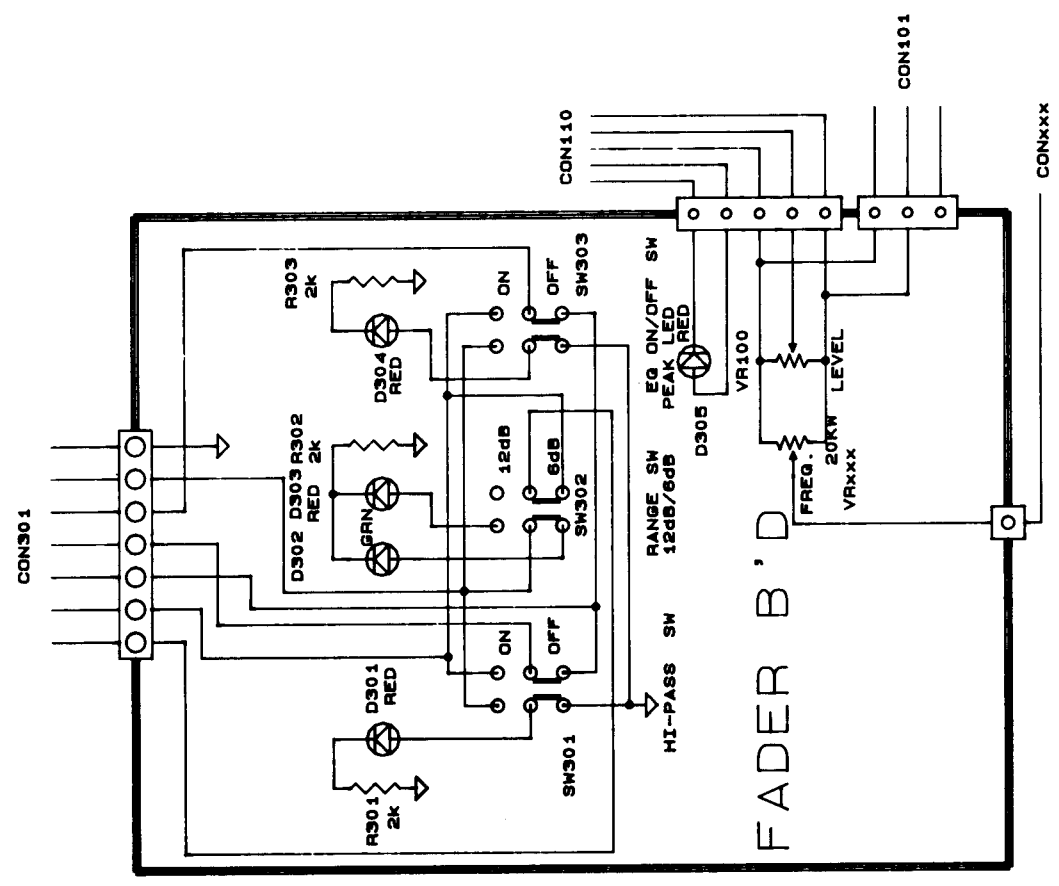 CON301
CON110
CON101
CONxxx
R303
2k
D304
RED
ON
OFF
SW303
R302
2k
D303
RED
D302
GRN
12dB
6dB
SW302
D301
RED
R301
2k
ON
OFF
SW301
EQ ON/OFF SW
PEAK LED
RED
D305
RANGE SW
12dB/6dB
HI-PASS SW
VR100
LEVEL
20KW
FREQ.
VRxxx
FADER B'D